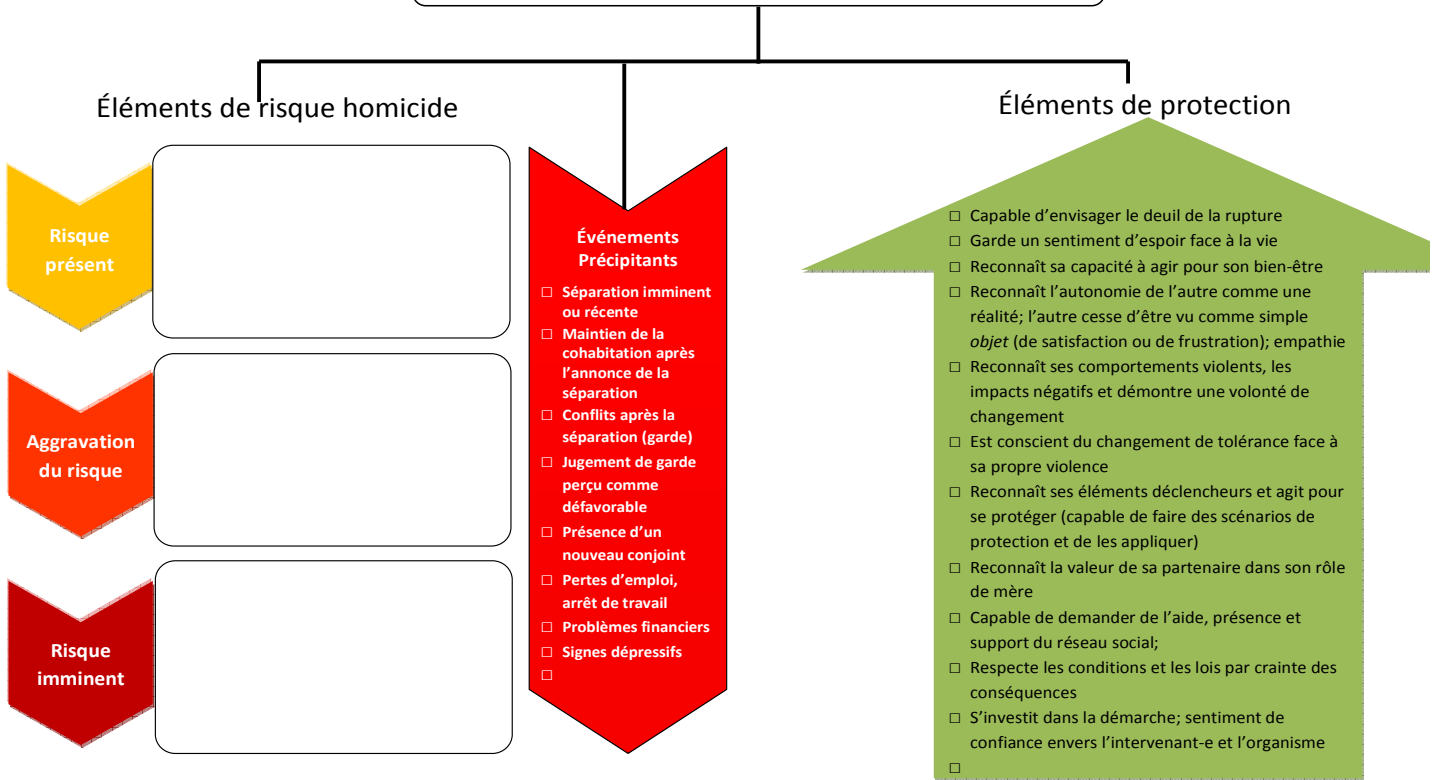 Éléments de risque homicide
Éléments de protection
Risque
présent
Aggravation
du risque
Risque
imminent
Événements
Précipitants
□ Séparation imminent
ou récente
□ Maintien de la
cohabitation après
l’annonce de la
séparation
□ Conflits après la
séparation (garde)
□ Jugement de garde
perçu comme
défavorable
□ Présence d’un
nouveau conjoint
□ Pertes d’emploi,
arrêt de travail
□ Problèmes financiers
□ Signes dépressifs
□
□ Capable d’envisager le deuil de la rupture
□ Garde un sentiment d’espoir face à la vie
□ Reconnaît sa capacité à agir pour son bien-être
□ Reconnaît l’autonomie de l’autre comme une
réalité; l’autre cesse d’être vu comme simple
objet (de satisfaction ou de frustration); empathie
□ Reconnaît ses comportements violents, les
impacts négatifs et démontre une volonté de
changement
□ Est conscient du changement de tolérance face à
sa propre violence
□ Reconnaît ses éléments déclencheurs et agit pour
se protéger (capable de faire des scénarios de
protection et de les appliquer)
□ Reconnaît la valeur de sa partenaire dans son rôle
de mère
□ Capable de demander de l’aide, présence et
support du réseau social;
□ Respecte les conditions et les lois par crainte des
conséquences
□ S’investit dans la démarche; sentiment de
confiance envers l’intervenant-e et l’organisme
□